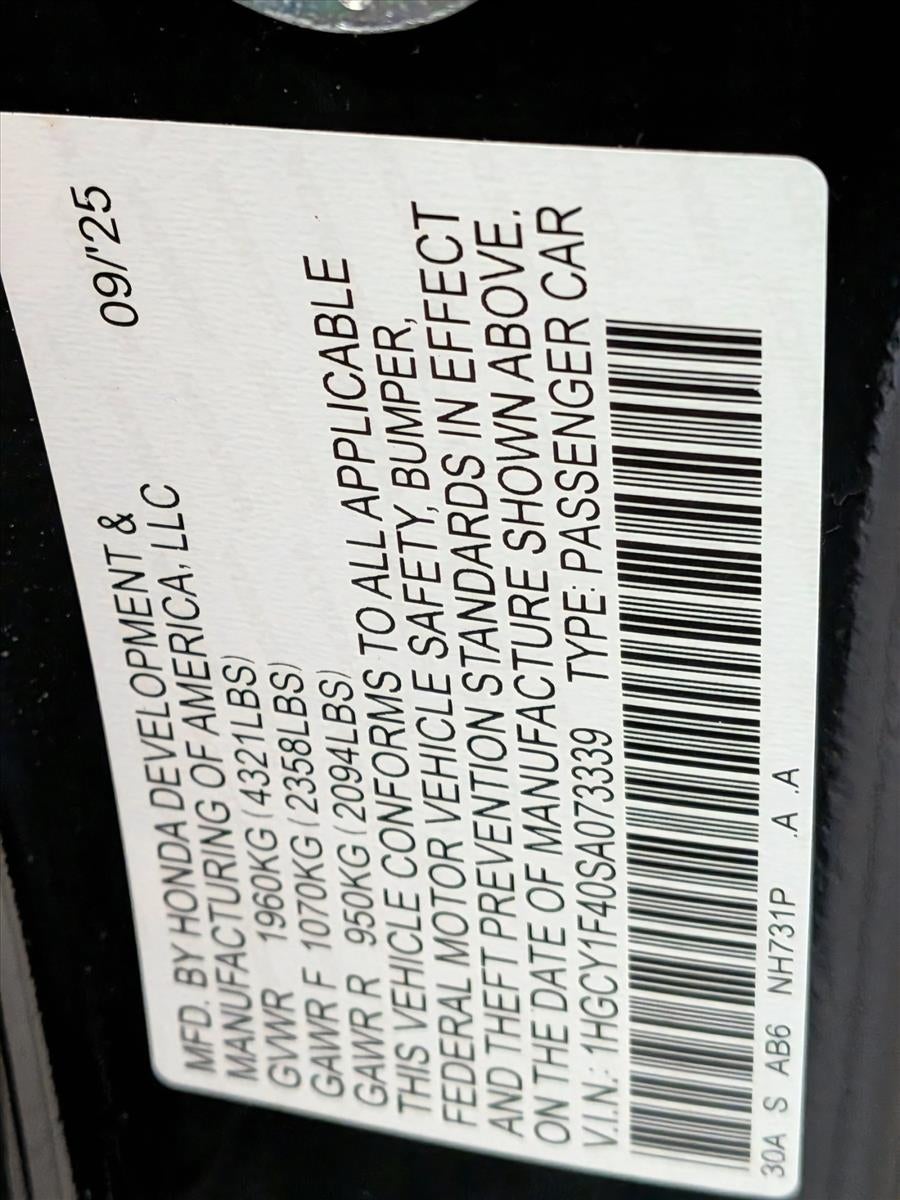 09/'25
MFD. BY HONDA DEVELOPMENT &
MANUFACTURING OF AMERICA, LLC
GVWR 1960KG (4321LBS)
GAWR F 1070KG (2358LBS)
GAWR R 950KG (2094LBS)
THIS VEHICLE CONFORMS TO ALL APPLICABLE
FEDERAL MOTOR VEHICLE SAFETY, BUMPER,
AND THEFT PREVENTION STANDARDS IN EFFECT
ON THE DATE OF MANUFACTURE SHOWN ABOVE.
V.I.N.: 1HGCY1F40SA073339 TYPE: PASSENGER CAR
30A S AB6 NH731P .A .A